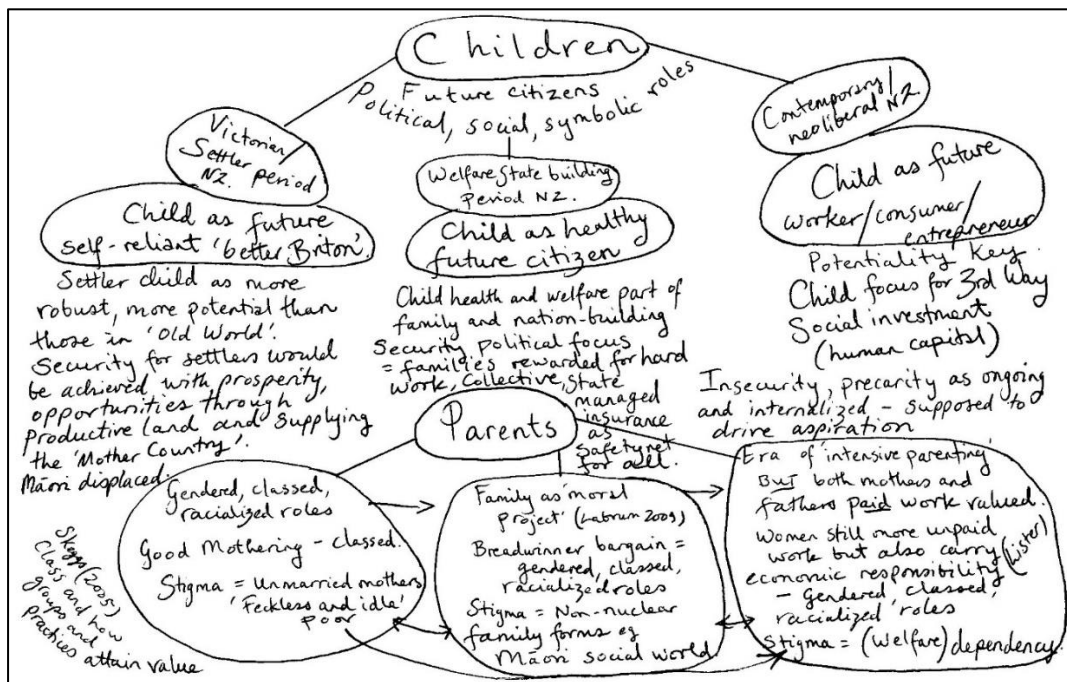 Children
Future citizens
Political, social, symbolic roles
Victorian/
Settler period
NZ.
Child as future
self-reliant 'better Briton'.
Settler child as more
robust, more potential than
those in 'Old World'.
Security for settlers would
be achieved with prosperity,
opportunities through
productive land and supplying
the 'Mother Country'.
Māori displaced.
Welfare State building
period NZ.
Child as healthy
future citizen
Child health and welfare part of
family and nation-building
Security political focus
= families rewarded for hard
work, Collective, State
managed
insurance
as
safety net
for all.
Contemporary/
neoliberal NZ
Child as future
worker/consumer/
entrepreneur
Potentiality key
Child focus for 3rd Way
Social investment
(human capital)
Insecurity, precarity as ongoing
and internalized - supposed to
drive aspiration
Parents
Gendered, classed,
racialized roles
Good Mothering - classed.
Stigma = Unmarried mothers
'Feckless and idle'
poor
Skeggs (2005)
Class and how
groups and
practices attain value
Family as 'moral
project' (Labrum 2009)
Breadwinner bargain =
gendered, classed,
racialized roles
Stigma = Non-nuclear
family forms eg
Māori social world.
Era of 'intensive parenting'
BUT both mothers and
fathers paid work valued.
Women still more unpaid
work but also carry
economic responsibility (Lister)
- Gendered, classed,
racialized roles
Stigma = (Welfare) dependency.